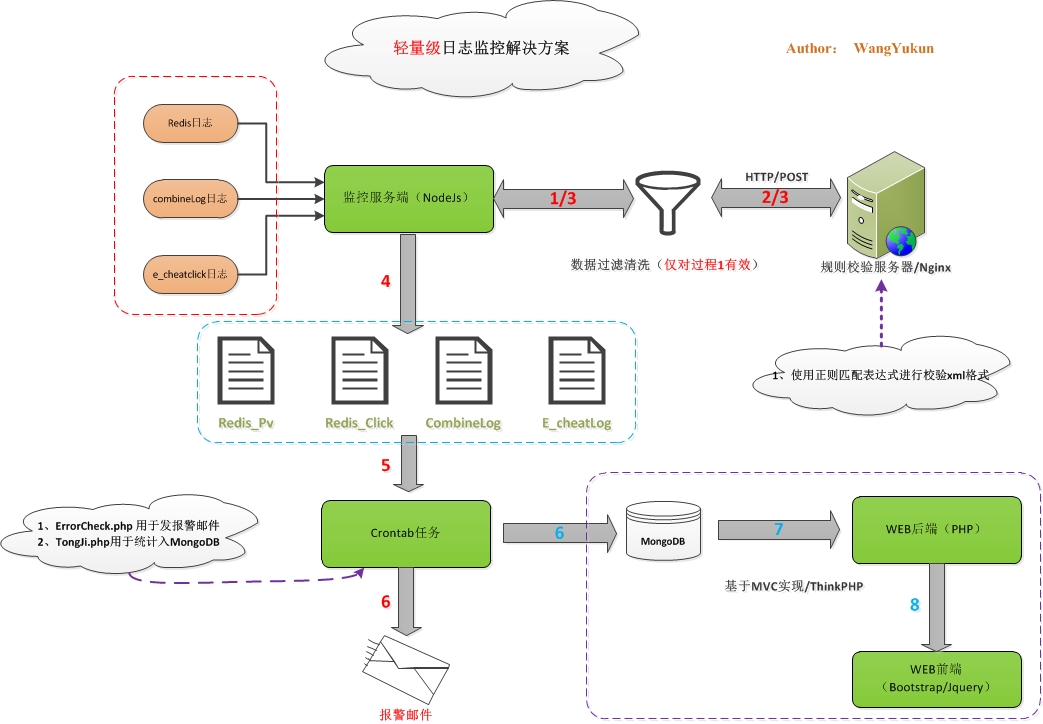 轻量级日志监控解决方案
Author： WangYukun
Redis日志
combineLog日志
e_cheatclick日志
监控服务端（NodeJs）
1/3
HTTP/POST
2/3
数据过滤清洗（仅对过程1有效）
规则校验服务器/Nginx
4
1、使用正则匹配表达式进行校验xml格式
Redis_Pv
Redis_Click
CombineLog
E_cheatLog
5
1、ErrorCheck.php 用于发报警邮件
2、TongJi.php用于统计入MongoDB
Crontab任务
6
MongoDB
7
WEB后端（PHP）
基于MVC实现/ThinkPHP
6
8
WEB前端
（Bootstrap/Jquery）
报警邮件